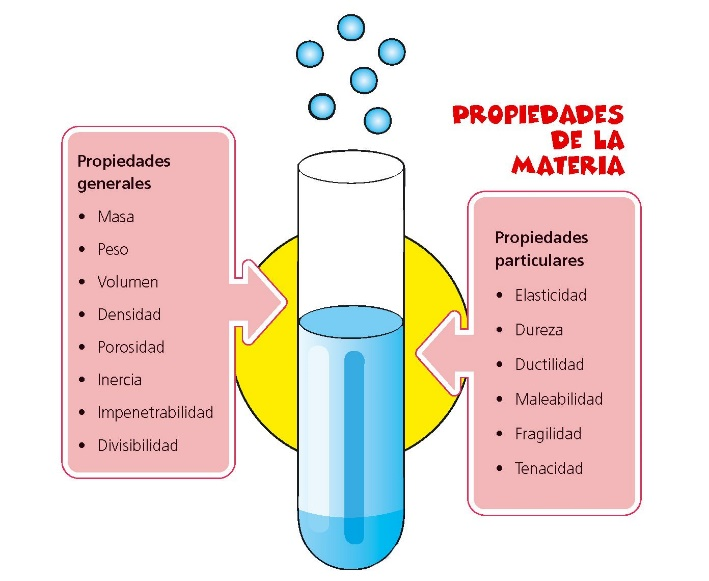 PROPIEDADES
DE LA
MATERIA
Propiedades
generales
• Masa
• Peso
• Volumen
• Densidad
• Porosidad
• Inercia
• Impenetrabilidad
• Divisibilidad
Propiedades
particulares
• Elasticidad
• Dureza
• Ductilidad
• Maleabilidad
• Fragilidad
• Tenacidad